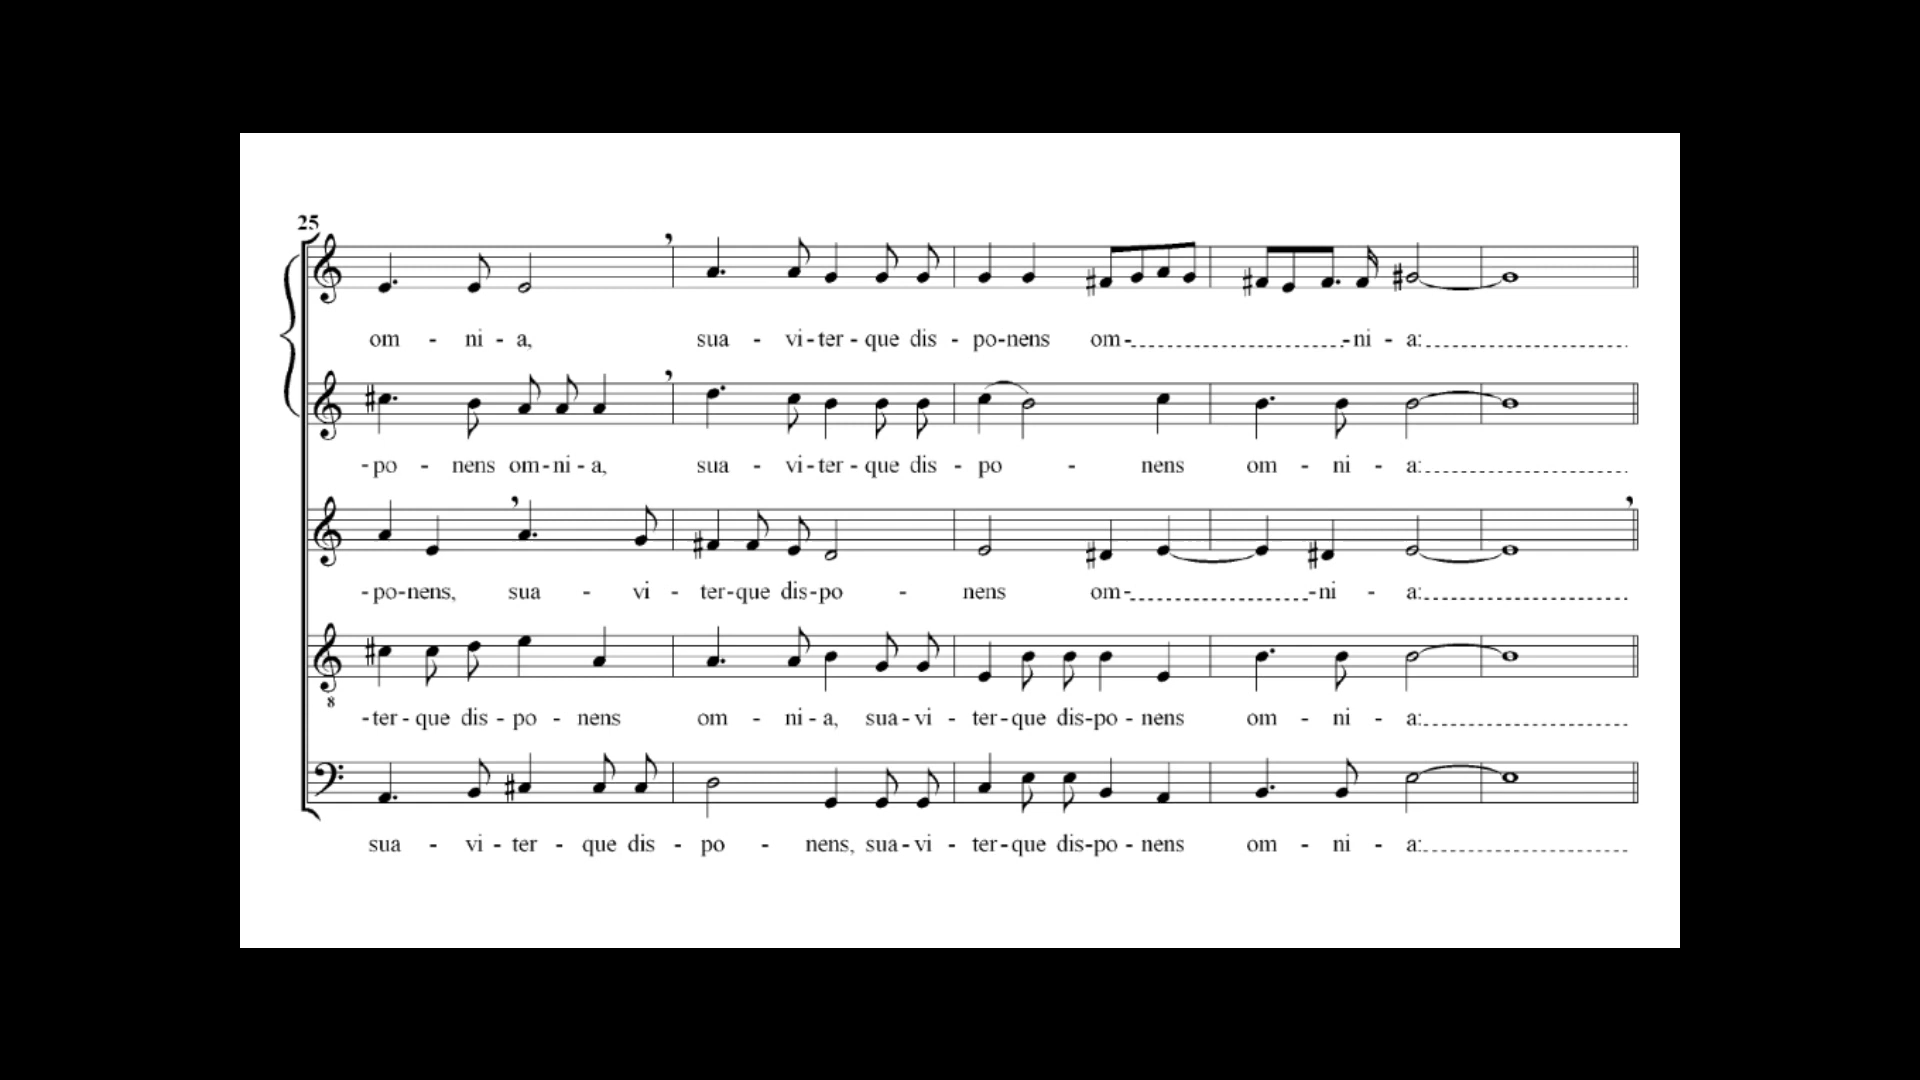 25
om - ni - a, sua - vi - ter - que dis - po-nens om- -ni - a:
-po - nens om-ni-a, sua - vi-ter - que dis - po - nens om - ni - a:
-po-nens, sua - vi - ter-que dis-po - nens om- -ni - a:
8
-ter - que dis - po - nens om - ni - a, sua-vi - ter-que dis-po - nens om - ni - a:
sua - vi - ter - que dis - po - nens, sua-vi - ter-que dis-po - nens om - ni - a: